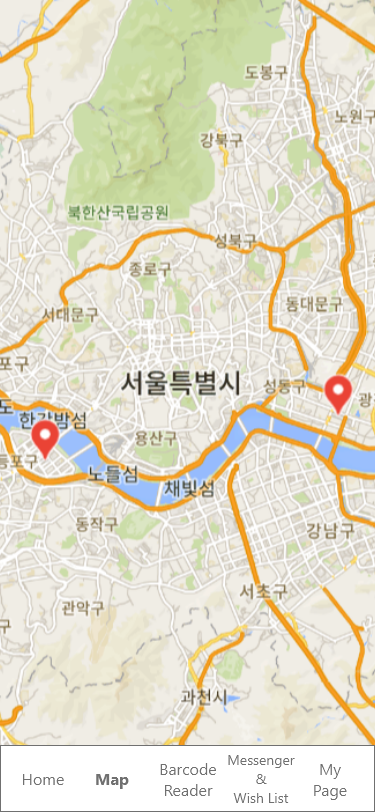 도봉구
노원구
강북구
북한산국립공원
성북구
종로구
동대문구
서대문구
포구
서울특별시
성동구
광
도
한강밤섬
용산구
등포구
노들섬
채빛섬
동작구
강남구
서초구
관악구
구
과천시
Home
Map
Barcode
Reader
Messenger
&
Wish List
My
Page